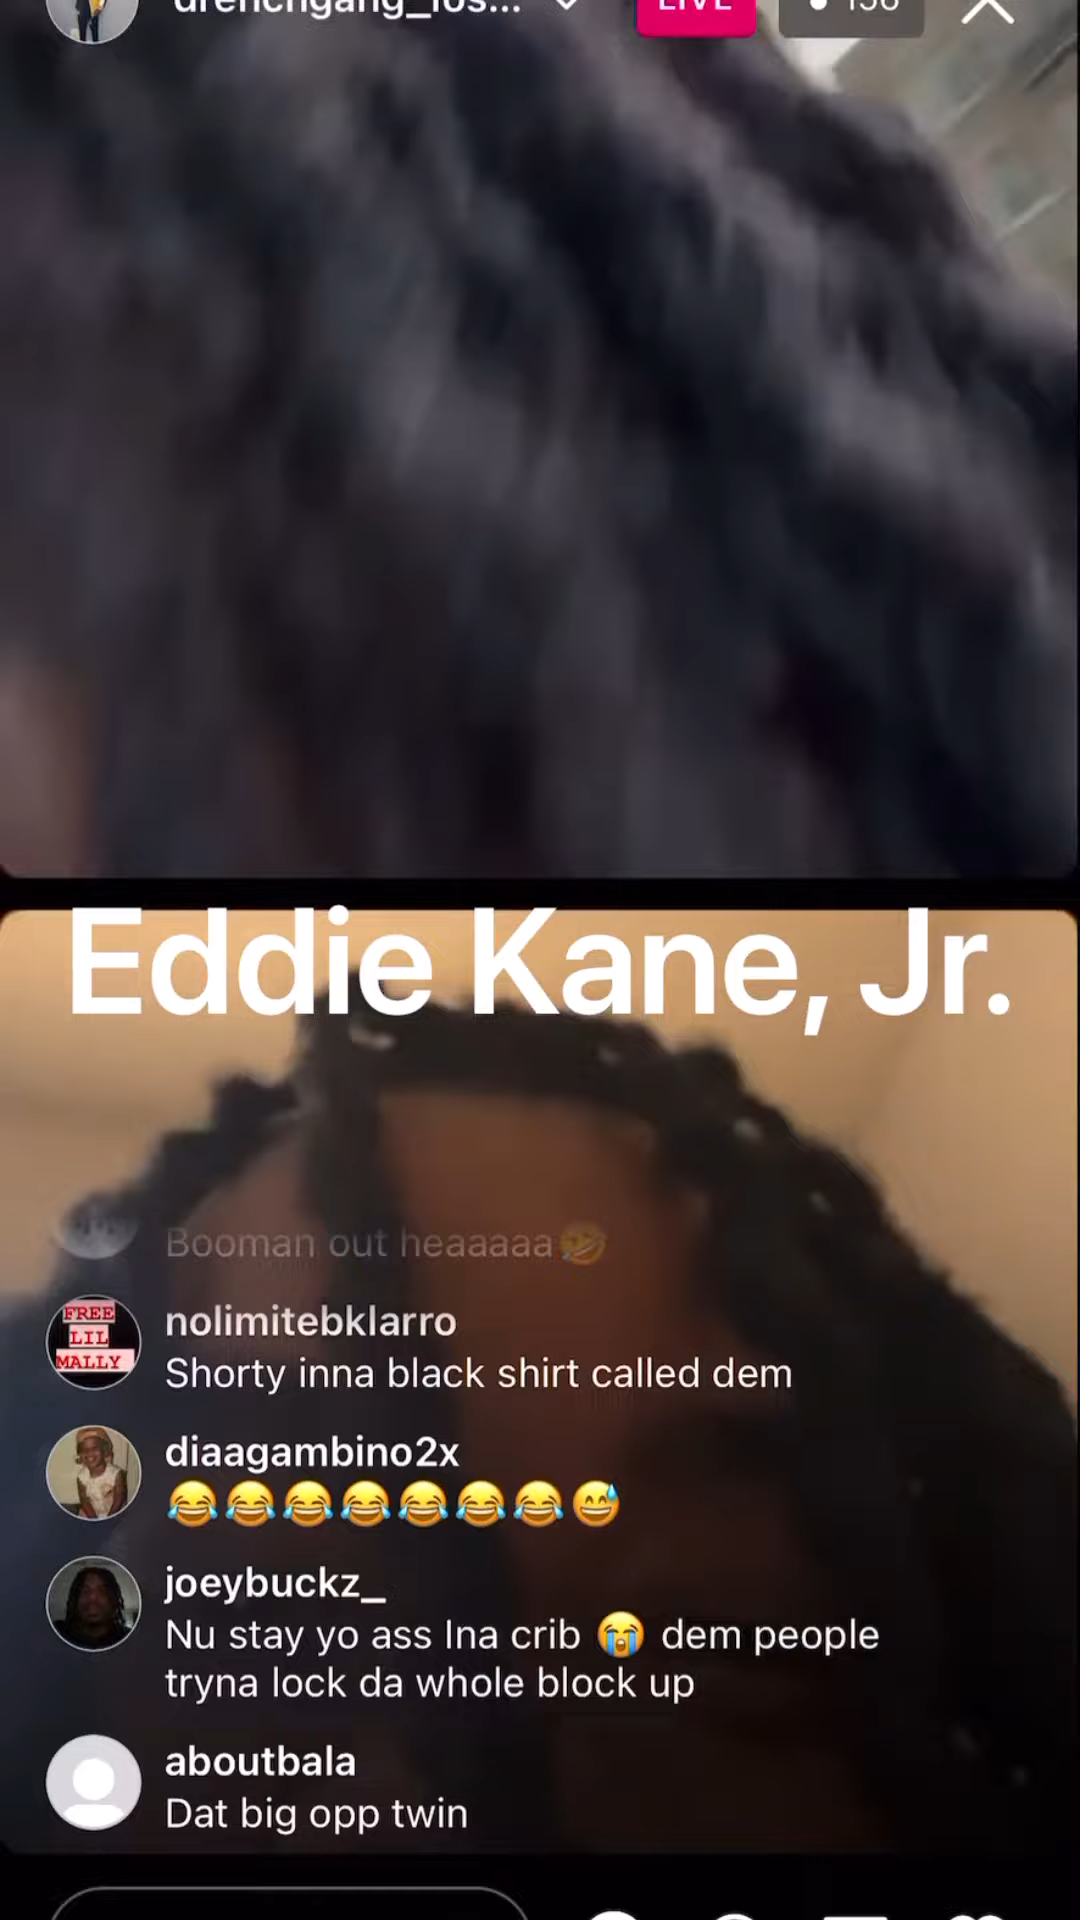 LIVE
Eddie Kane, Jr.
Booman out heaaaaa🤣
FREE
LIL
MALLY
nolimitebklarro
Shorty inna black shirt called dem
diaagambino2x
😂😂😂😂😂😂😂😅
joeybuckz_
Nu stay yo ass Ina crib 😭 dem people
tryna lock da whole block up
aboutbala
Dat big opp twin